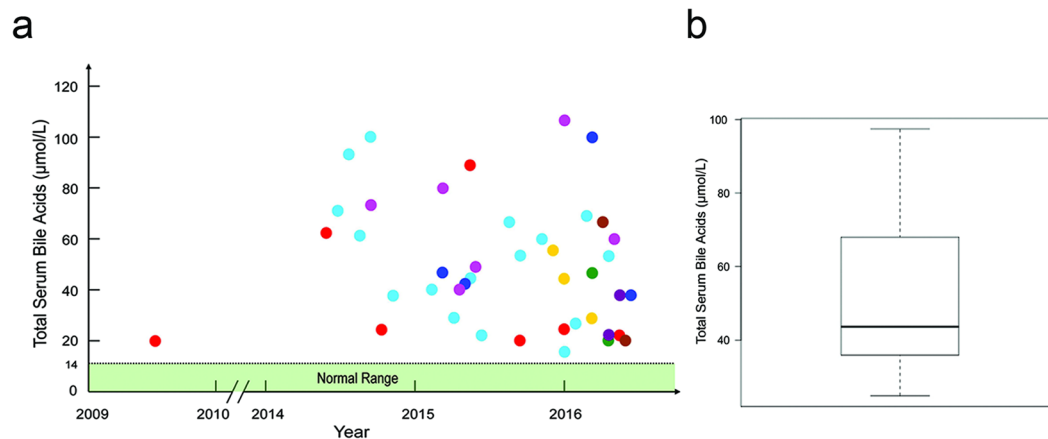 a
b
Total Serum Bile Acids (µmol/L)
120
100
80
60
40
20
14
0
Normal Range
2009
2010
2014
2015
2016
Year
Total Serum Bile Acids (µmol/L)
100
80
60
40